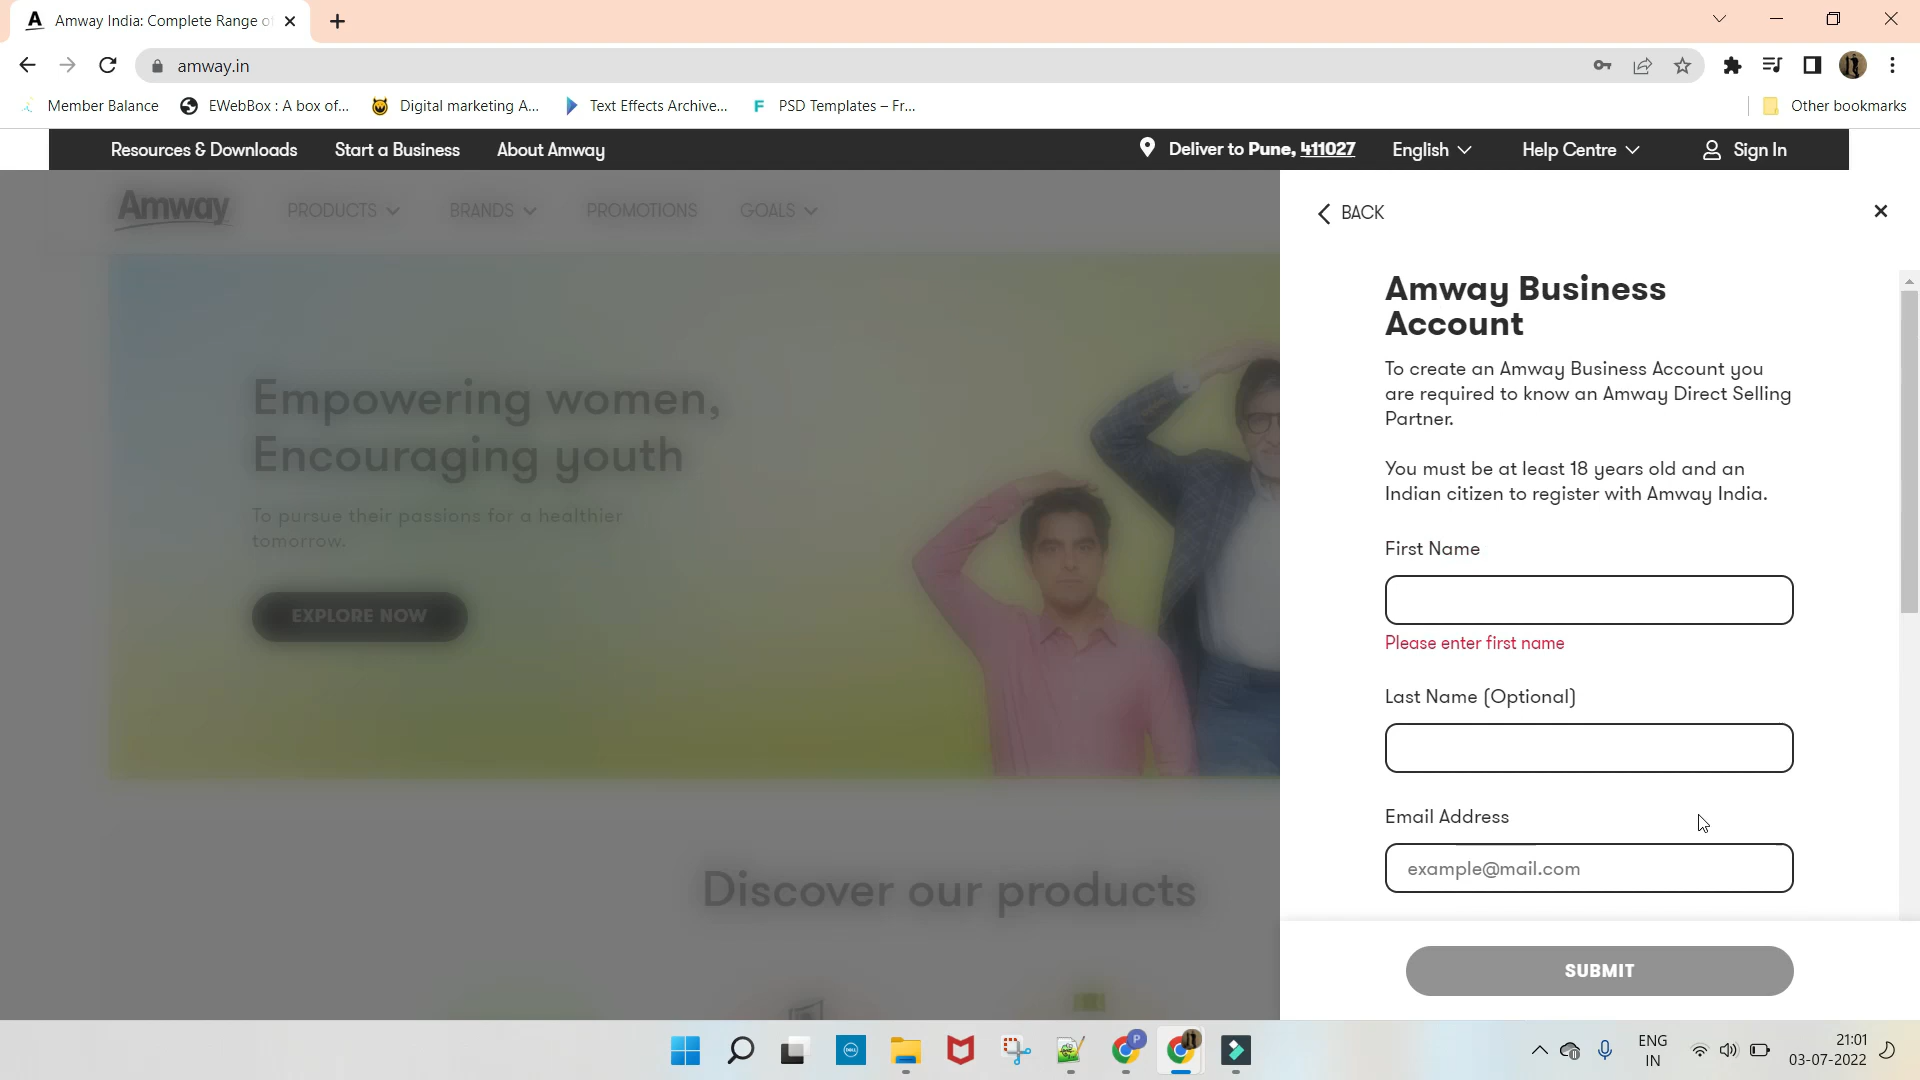 Amway India: Complete Range of
amway.in
Member Balance
EWebBox : A box of...
Digital marketing A...
Text Effects Archive...
PSD Templates – Fr...
Other bookmarks
Resources & Downloads
Start a Business
About Amway
Deliver to Pune, 411027
English
Help Centre
Sign In
Amway
PRODUCTS
BRANDS
PROMOTIONS
GOALS
Empowering women,
Encouraging youth
To pursue their passions for a healthier
tomorrow.
EXPLORE NOW
Discover our products
BACK
Amway Business
Account
To create an Amway Business Account you
are required to know an Amway Direct Selling
Partner.
You must be at least 18 years old and an
Indian citizen to register with Amway India.
First Name
Please enter first name
Last Name (Optional)
Email Address
example@mail.com
SUBMIT
ENG
IN
21:01
03-07-2022